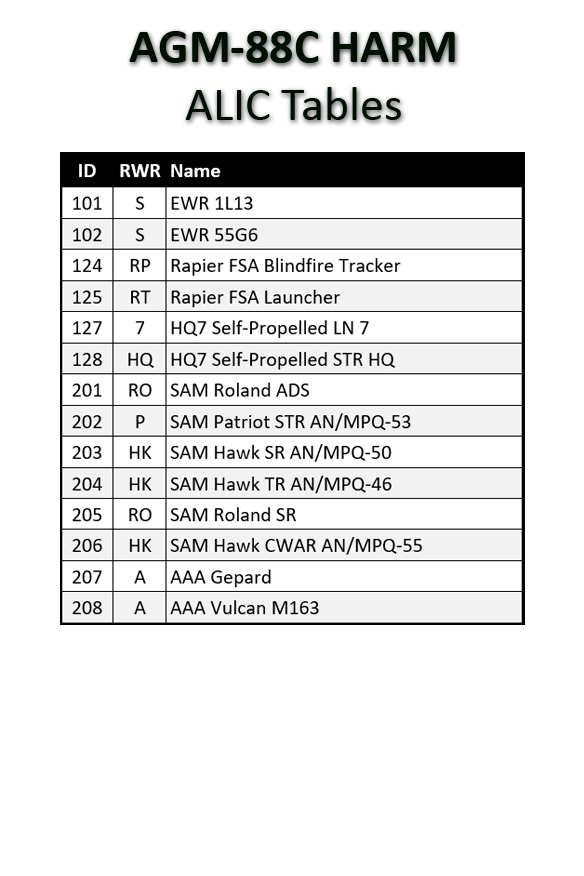 AGM-88C HARM
ALIC Tables
ID RWR Name
101 S EWR 1L13
102 S EWR 55G6
124 RP Rapier FSA Blindfire Tracker
125 RT Rapier FSA Launcher
127 7 HQ7 Self-Propelled LN 7
128 HQ HQ7 Self-Propelled STR HQ
201 RO SAM Roland ADS
202 P SAM Patriot STR AN/MPQ-53
203 HK SAM Hawk SR AN/MPQ-50
204 HK SAM Hawk TR AN/MPQ-46
205 RO SAM Roland SR
206 HK SAM Hawk CWAR AN/MPQ-55
207 A AAA Gepard
208 A AAA Vulcan M163